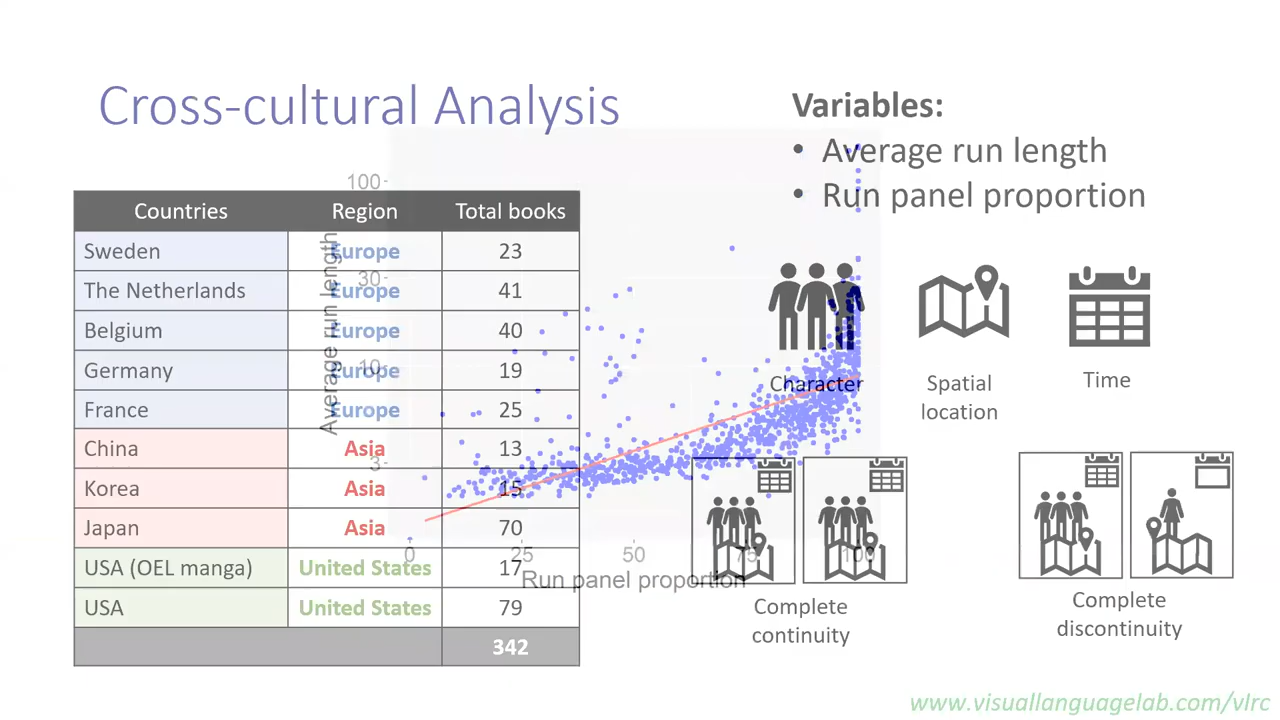 Cross-cultural Analysis
Variables:
• Average run length
• Run panel proportion
Countries Region Total books
Sweden Europe 23
The Netherlands Europe 41
Belgium Europe 40
Germany Europe 19
France Europe 25
China Asia 13
Korea Asia 15
Japan Asia 70
USA (OEL manga) United States 17
USA United States 79
342
Average run length
100
30
10
3
0 25 50 75 100
Run panel proportion
Character
Spatial
location
Time
Complete
continuity
Complete
discontinuity
www.visuallanguagelab.com/vlrc